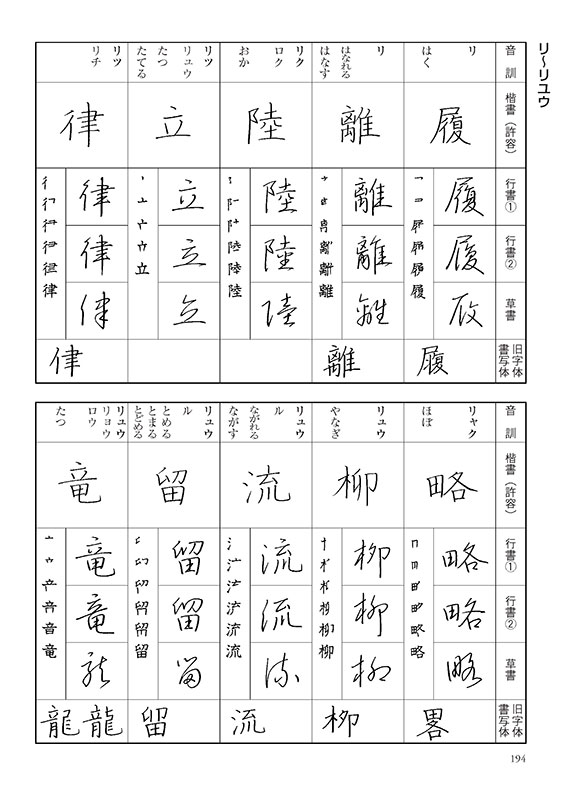 リ〜リユウ
音訓
楷書(許容)
行書①
行書②
草書
旧字体
書写体
リ
はく
履
履
履
履
履
リ
はなれる
はなす
離
離
離
離
離
リク
ロク
おか
陸
陸
陸
陸
リツ
リュウ
たつ
たてる
立
立
立
立
リツ
リチ
律
律
律
律
律
音訓
楷書(許容)
行書①
行書②
草書
旧字体
書写体
リャク
ほぼ
略
略
略
略
畧
リュウ
やなぎ
柳
柳
柳
柳
柳
リュウ
ル
ながれる
ながす
流
流
流
流
流
リュウ
ル
とめる
とまる
とどめる
留
留
留
留
留
リュウ
リョウ
ロウ
たつ
竜
竜
竜
竜
龍龍
194